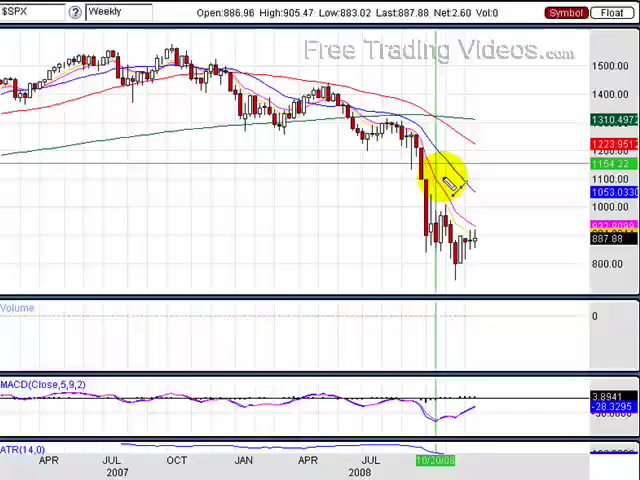 $SPX Weekly Open:886.96 High:905.47 Low:883.02 Last:887.88 Net:2.60 Vol:0 Symbol Float
Free Trading Videos.com
1500.00
1400.00
1310.497
1223.9512
1154.22
1100.00
1053.0330
1000.00
887.88
800.00
Volume
0
MACD(Close,5,9,2)
3.8941
-28.3295
ATR(14,0)
APR JUL OCT JAN APR JUL 10/20/08
2007 2008